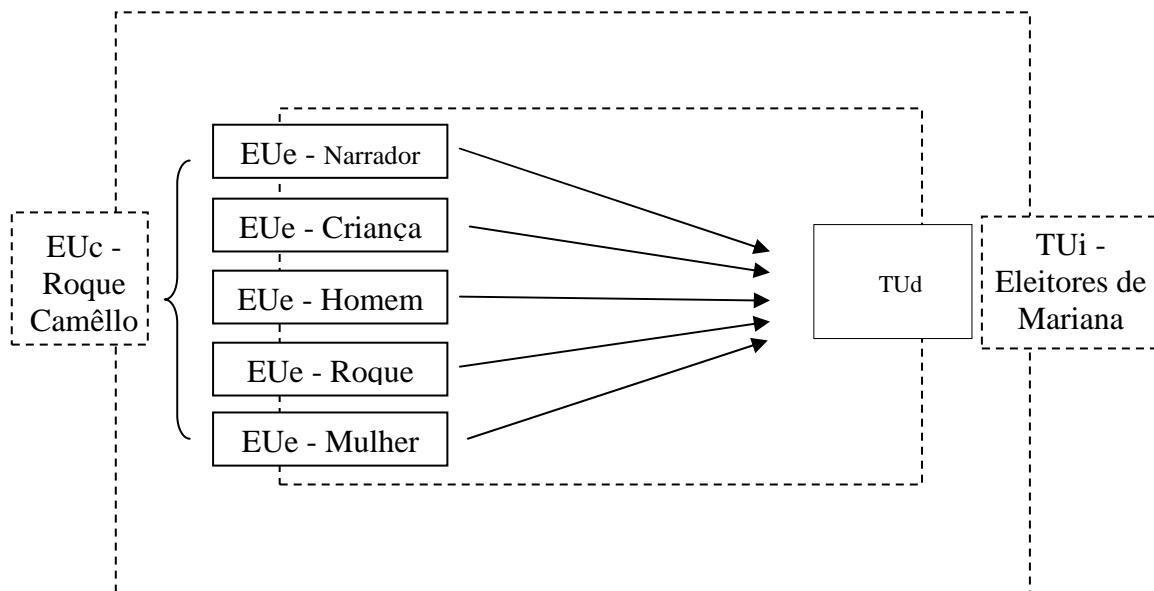 EUe - Narrador
EUe - Criança
EUc -
Roque
Camêllo
EUe - Homem
EUe - Roque
EUe - Mulher
TUd
TUi -
Eleitores de
Mariana